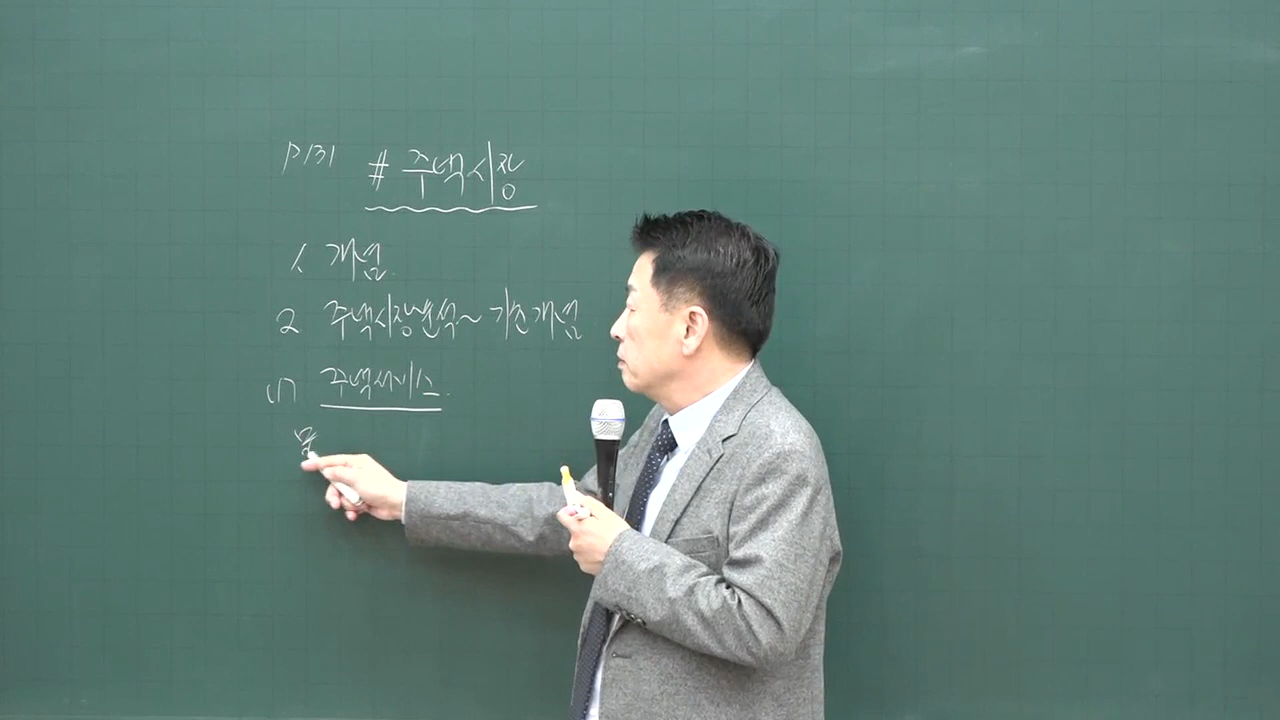 P131 # 주택시장
1. 개념.
2 주택시장분석~ 기초개념
(1) 주택서비스.
물